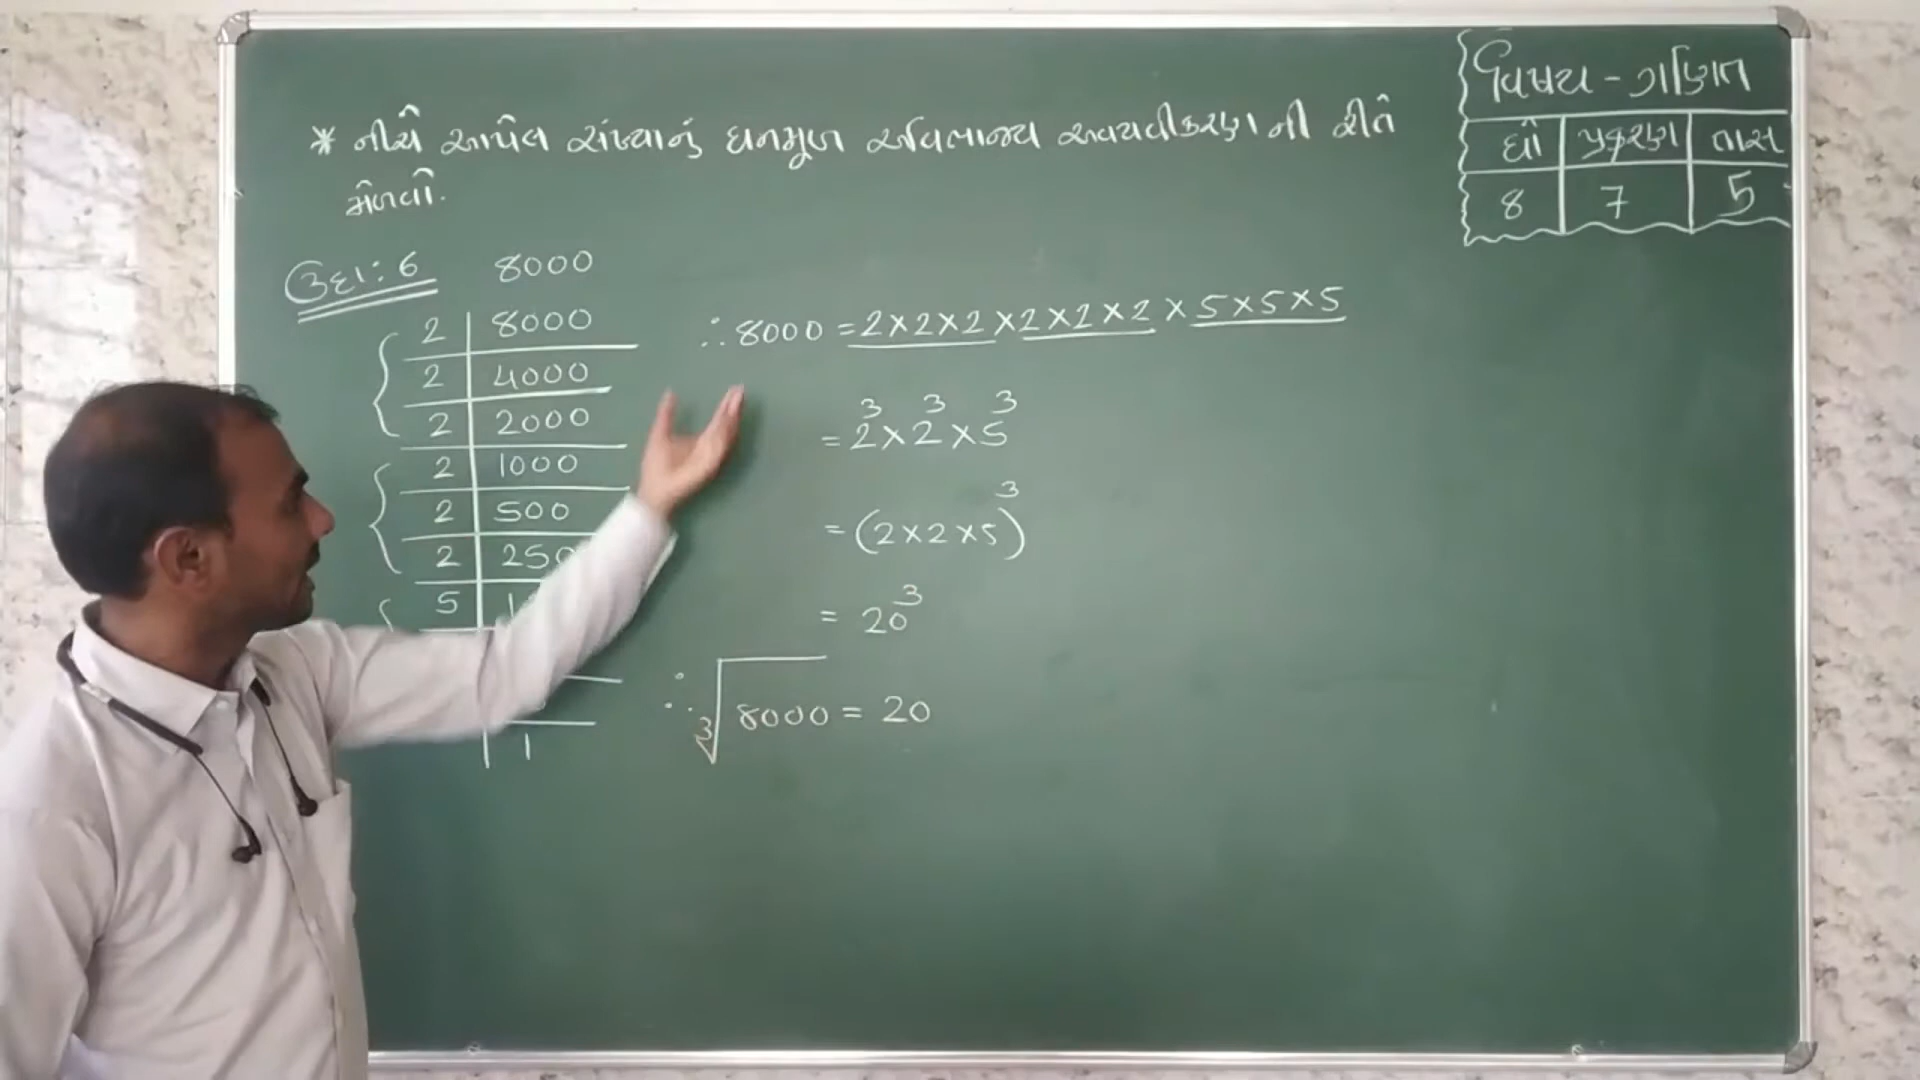 * નીચે આપેલ સંખ્યાનું ઘનમુળ અવિભાજ્ય અવયવીકરણ ની રીતે
મેળવો.
ઉદા: 6 8000
2 | 8000
2 | 4000
2 | 2000
2 | 1000
2 | 500
2 | 250
5
1
∴ 8000 = 2×2×2×2×2×2×5×5×5
= 2³×2³×5³
= (2×2×5)³
= 20³
∴ ∛8000 = 20
વિષય - ગણિત
ધો | પ્રકરણ | તાસ
8 | 7 | 5